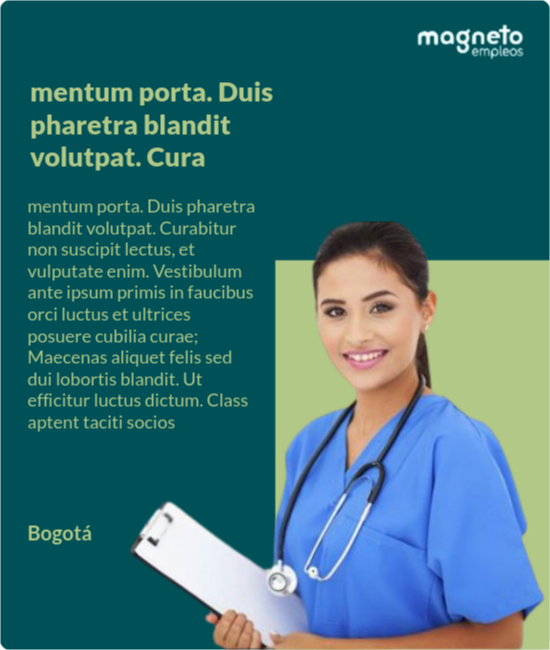 magneto
empleos
mentum porta. Duis
pharetra blandit
volutpat. Cura
mentum porta. Duis pharetra
blandit volutpat. Curabitur
non suscipit lectus, et
vulputate enim. Vestibulum
ante ipsum primis in faucibus
orci luctus et ultrices
posuere cubilia curae;
Maecenas aliquet felis sed
dui lobortis blandit. Ut
efficitur luctus dictum. Class
aptent taciti socios
Bogotá